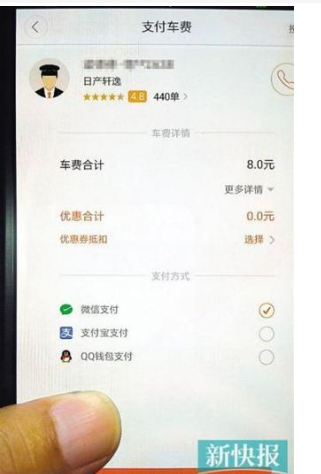 支付车费
日产轩逸
4.8 440单 >
车费详情
车费合计 8.0元
更多详情
优惠合计 0.0元
优惠券抵扣 选择 >
支付方式
微信支付
支 支付宝支付
QQ钱包支付
新快报